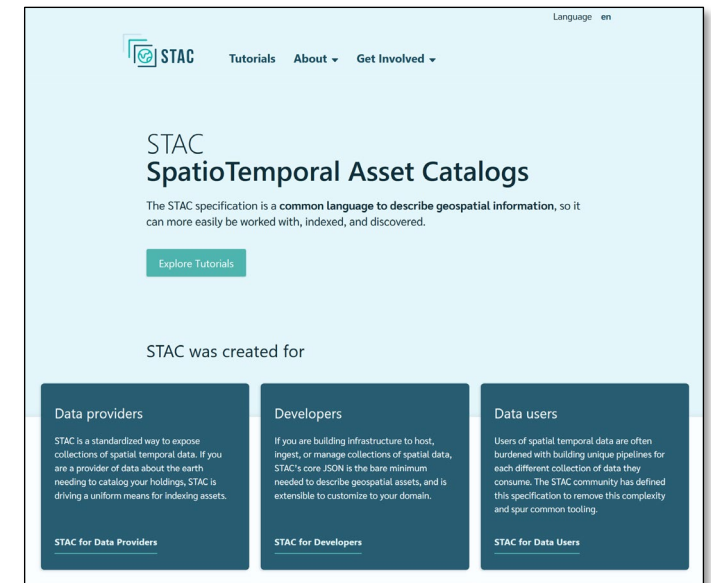 Language en
STAC Tutorials About Get Involved
STAC
SpatioTemporal Asset Catalogs
The STAC specification is a common language to describe geospatial information, so it
can more easily be worked with, indexed, and discovered.
Explore Tutorials
STAC was created for
Data providers
STAC is a standardized way to expose
collections of spatial temporal data. If you
are a provider of data about the earth
needing to catalog your holdings, STAC is
driving a uniform means for indexing assets.
STAC for Data Providers
Developers
If you are building infrastructure to host,
ingest, or manage collections of spatial data,
STAC's core JSON is the bare minimum
needed to describe geospatial assets, and is
extensible to customize to your domain.
STAC for Developers
Data users
Users of spatial temporal data are often
burdened with building unique pipelines for
each different collection of data they
consume. The STAC community has defined
this specification to remove this complexity
and spur common tooling.
STAC for Data Users